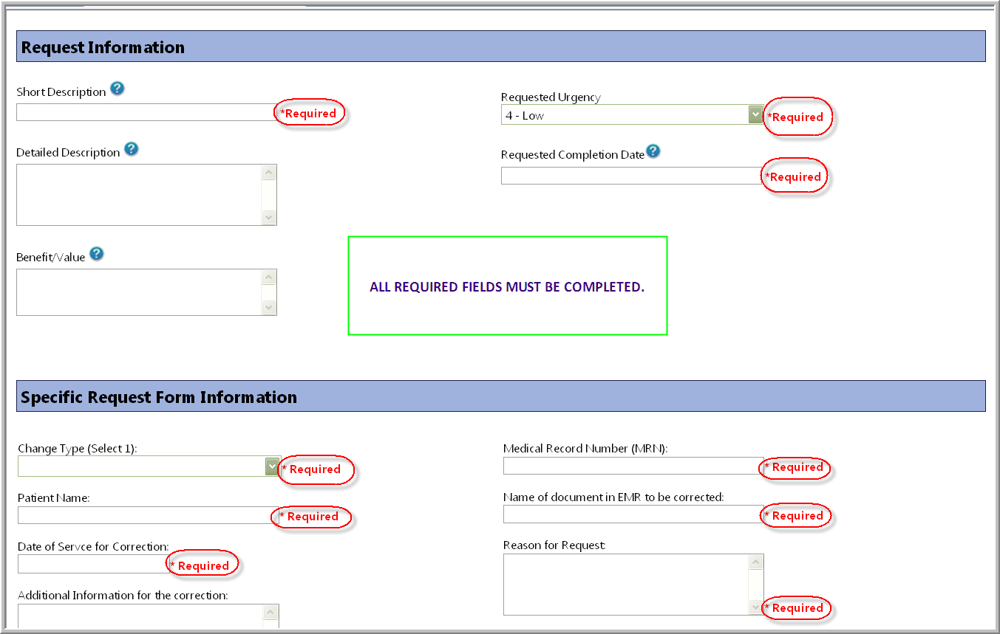 Request Information
Short Description ?
*Required
Requested Urgency
4 - Low
*Required
Detailed Description ?
Requested Completion Date ?
*Required
Benefit/Value ?
ALL REQUIRED FIELDS MUST BE COMPLETED.
Specific Request Form Information
Change Type (Select 1):
* Required
Medical Record Number (MRN):
* Required
Patient Name:
* Required
Name of document in EMR to be corrected:
* Required
Date of Servce for Correction:
* Required
Reason for Request:
* Required
Additional Information for the correction: